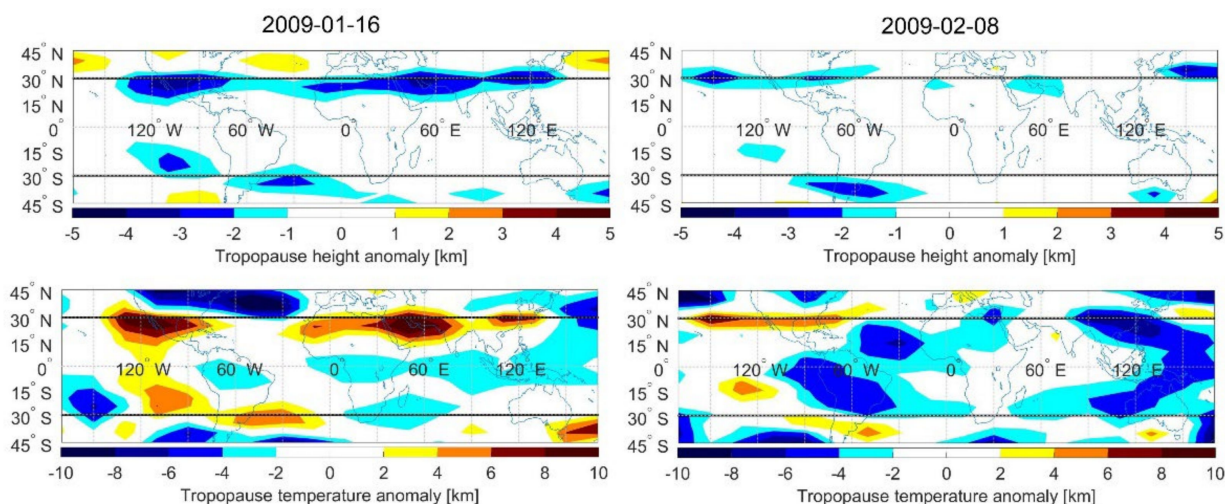 2009-01-16
2009-02-08
45° N
30° N
15° N
0°
15° S
30° S
45° S
120° W
60° W
0°
60° E
120° E
-5 -4 -3 -2 -1 0 1 2 3 4 5
Tropopause height anomaly [km]
45° N
30° N
15° N
0°
15° S
30° S
45° S
120° W
60° W
0°
60° E
120° E
-5 -4 -3 -2 -1 0 1 2 3 4 5
Tropopause height anomaly [km]
45° N
30° N
15° N
0°
15° S
30° S
45° S
120° W
60° W
0°
60° E
120° E
-10 -8 -6 -4 -2 0 2 4 6 8 10
Tropopause temperature anomaly [km]
45° N
30° N
15° N
0°
15° S
30° S
45° S
120° W
60° W
0°
60° E
120° E
-10 -8 -6 -4 -2 0 2 4 6 8 10
Tropopause temperature anomaly [km]